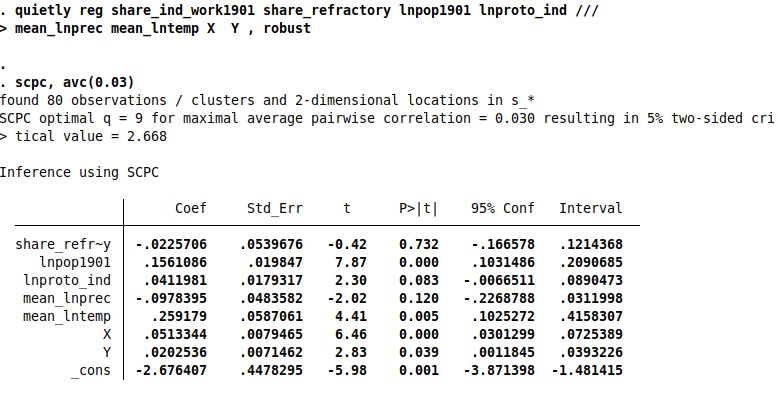 . quietly reg share_ind_work1901 share_refractory lnpop1901 lnproto_ind ///
> mean_lnprec mean_lntemp X  Y , robust
.
. scpc, avc(0.03)
found 80 observations / clusters and 2-dimensional locations in s_*
SCPC optimal q = 9 for maximal average pairwise correlation = 0.030 resulting in 5% two-sided cri
> tical value = 2.668
Inference using SCPC
Coef Std_Err t P>|t| 95% Conf Interval
share_refr~y -.0225706 .0539676 -0.42 0.732 -.166578 .1214368
lnpop1901 .1561086 .019847 7.87 0.000 .1031486 .2090685
lnproto_ind .0411981 .0179317 2.30 0.083 -.0066511 .0890473
mean_lnprec -.0978395 .0483582 -2.02 0.120 -.2268788 .0311998
mean_lntemp .259179 .0587061 4.41 0.005 .1025272 .4158307
X .0513344 .0079465 6.46 0.000 .0301299 .0725389
Y .0202536 .0071462 2.83 0.039 .0011845 .0393226
_cons -2.676407 .4478295 -5.98 0.001 -3.871398 -1.481415